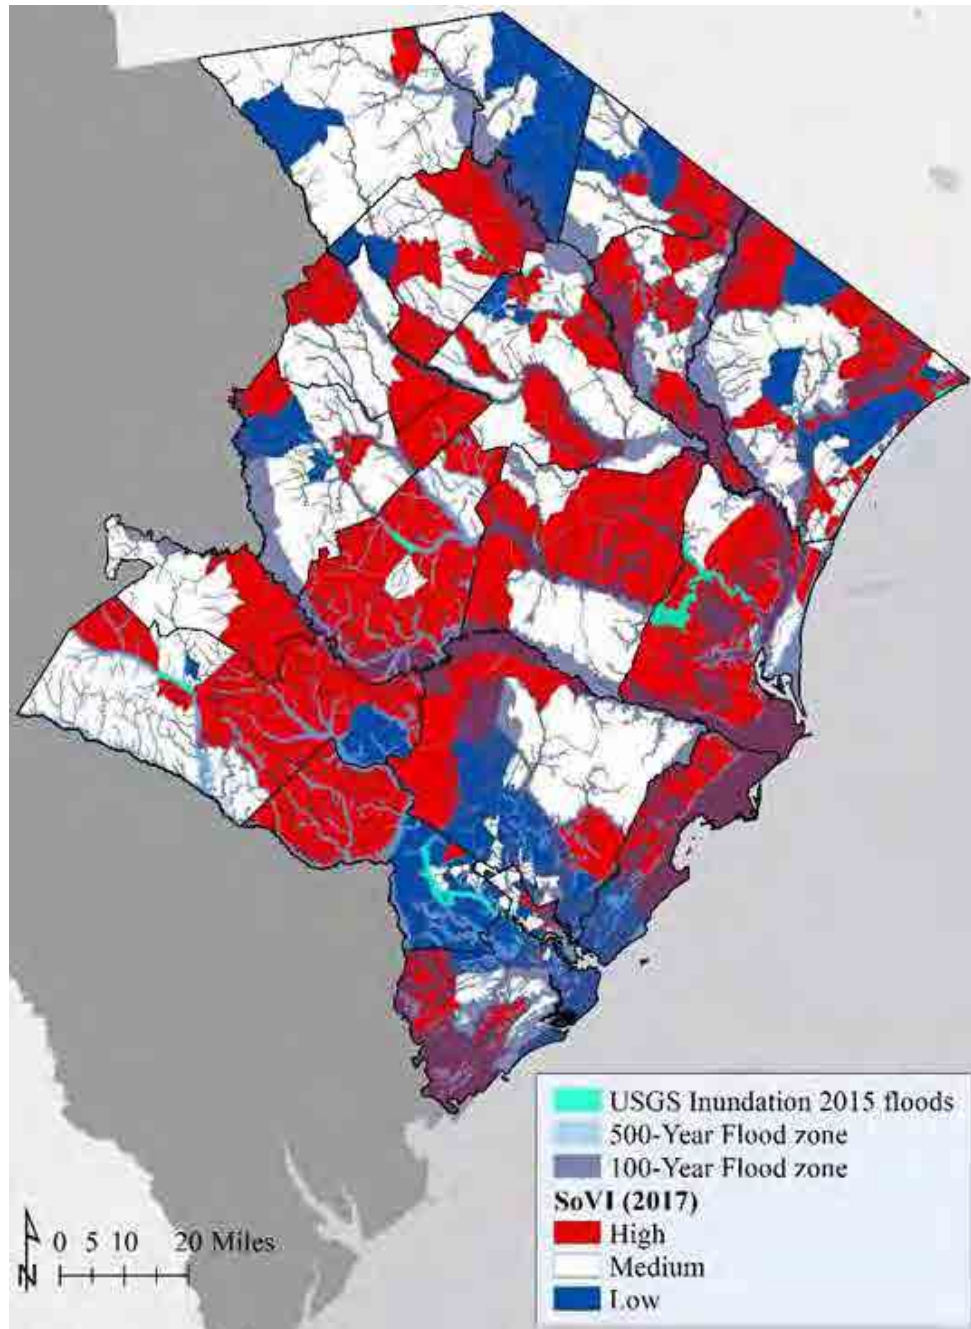 USGS Inundation 2015 floods
500-Year Flood zone
100-Year Flood zone
SoVI (2017)
High
Medium
Low
N
0 5 10 20 Miles